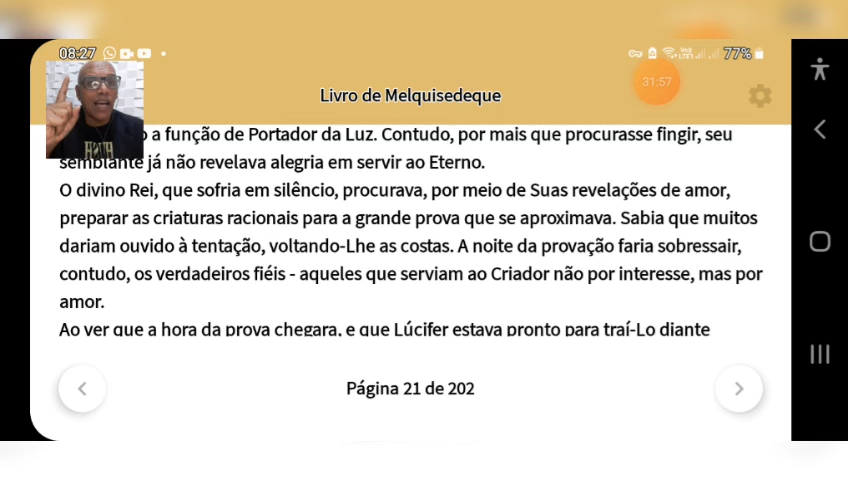 08:27
77%
31:57
Livro de Melquisedeque
a função de Portador da Luz. Contudo, por mais que procurasse fingir, seu
semblante já não revelava alegria em servir ao Eterno.
O divino Rei, que sofria em silêncio, procurava, por meio de Suas revelações de amor,
preparar as criaturas racionais para a grande prova que se aproximava. Sabia que muitos
dariam ouvido à tentação, voltando-Lhe as costas. A noite da provação faria sobressair,
contudo, os verdadeiros fiéis - aqueles que serviam ao Criador não por interesse, mas por
amor.
Ao ver que a hora da prova chegara, e que Lúcifer estava pronto para traí-Lo diante
Página 21 de 202